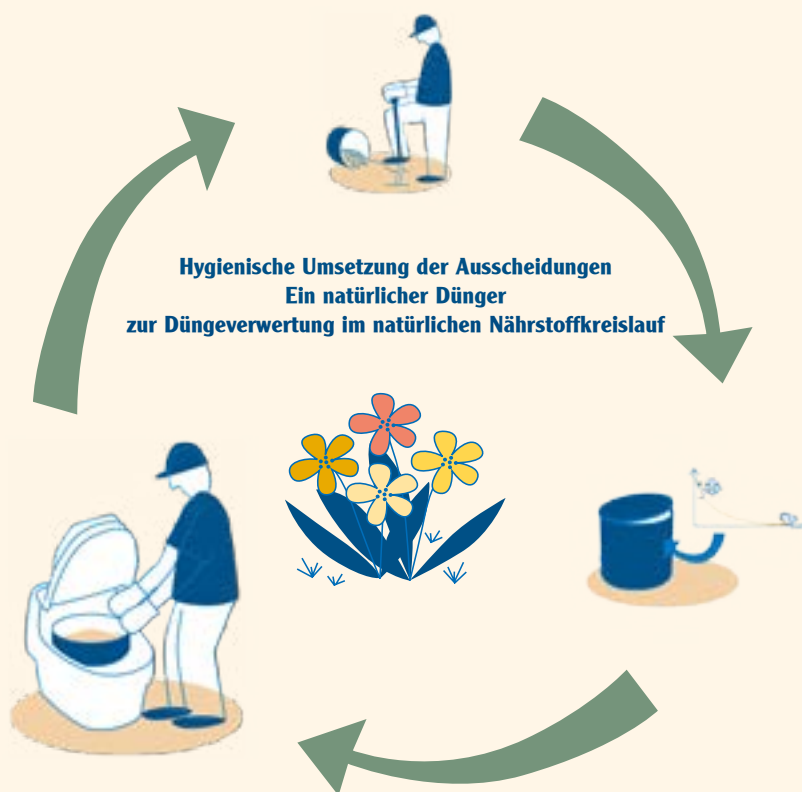 Hygienische Umsetzung der Ausscheidungen
Ein natürlicher Dünger
zur Düngeverwertung im natürlichen Nährstoffkreislauf